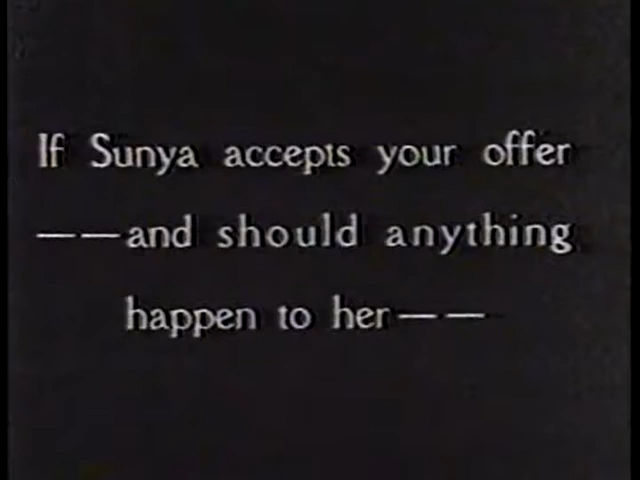 If Sunya accepts your offer
— —and should anything
happen to her— —